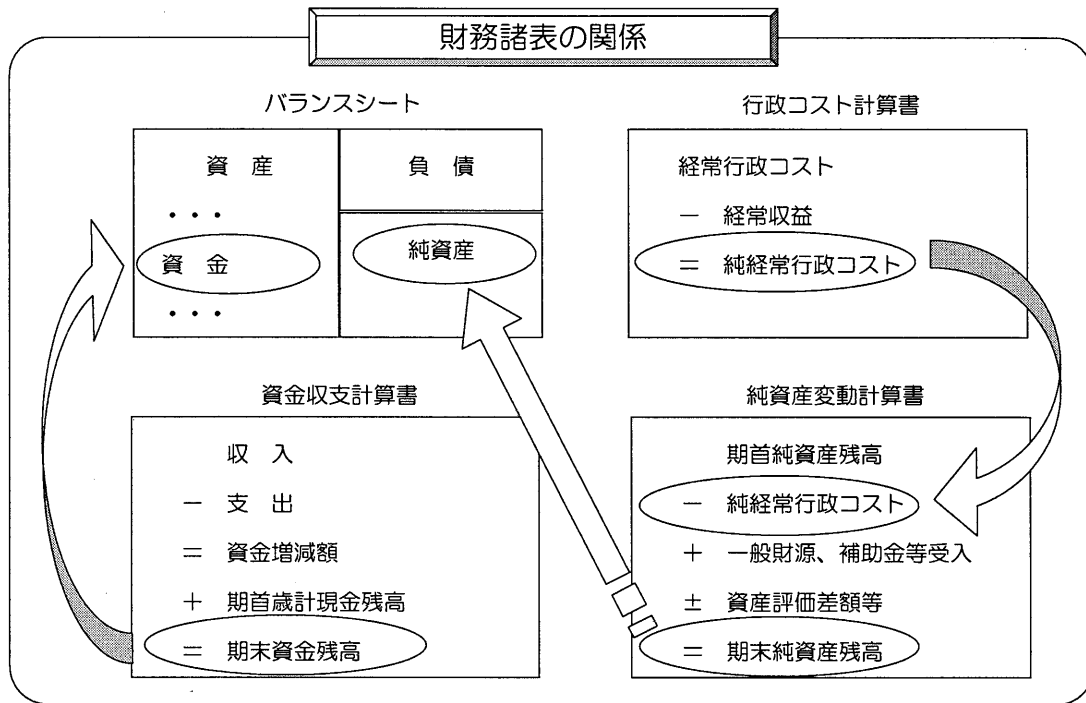 財務諸表の関係
バランスシート
資 産
・・・
資 金
・・・
負 債
純資産
行政コスト計算書
経常行政コスト
－ 経常収益
＝ 純経常行政コスト
資金収支計算書
収 入
－ 支 出
＝ 資金増減額
＋ 期首歳計現金残高
＝ 期末資金残高
純資産変動計算書
期首純資産残高
－ 純経常行政コスト
＋ 一般財源、補助金等受入
± 資産評価差額等
＝ 期末純資産残高